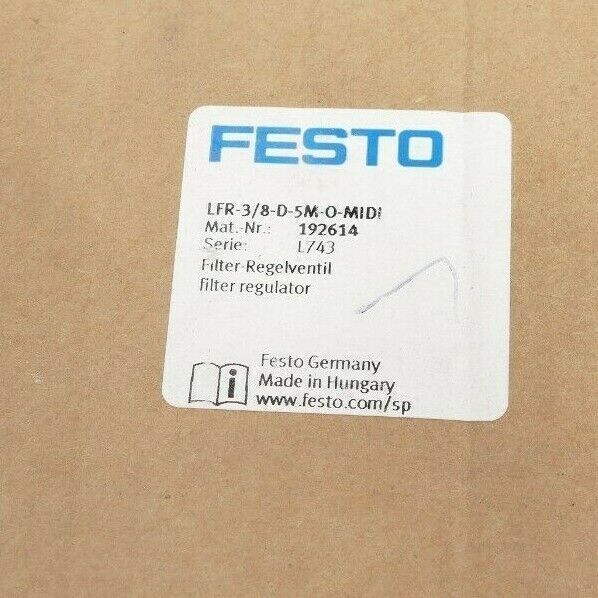 FESTO
LFR-3/8-D-5M-O-MIDI
Mat.-Nr.: 192614
Serie: L743
Filter-Regelventil
filter regulator
Festo Germany
Made in Hungary
www.festo.com/sp